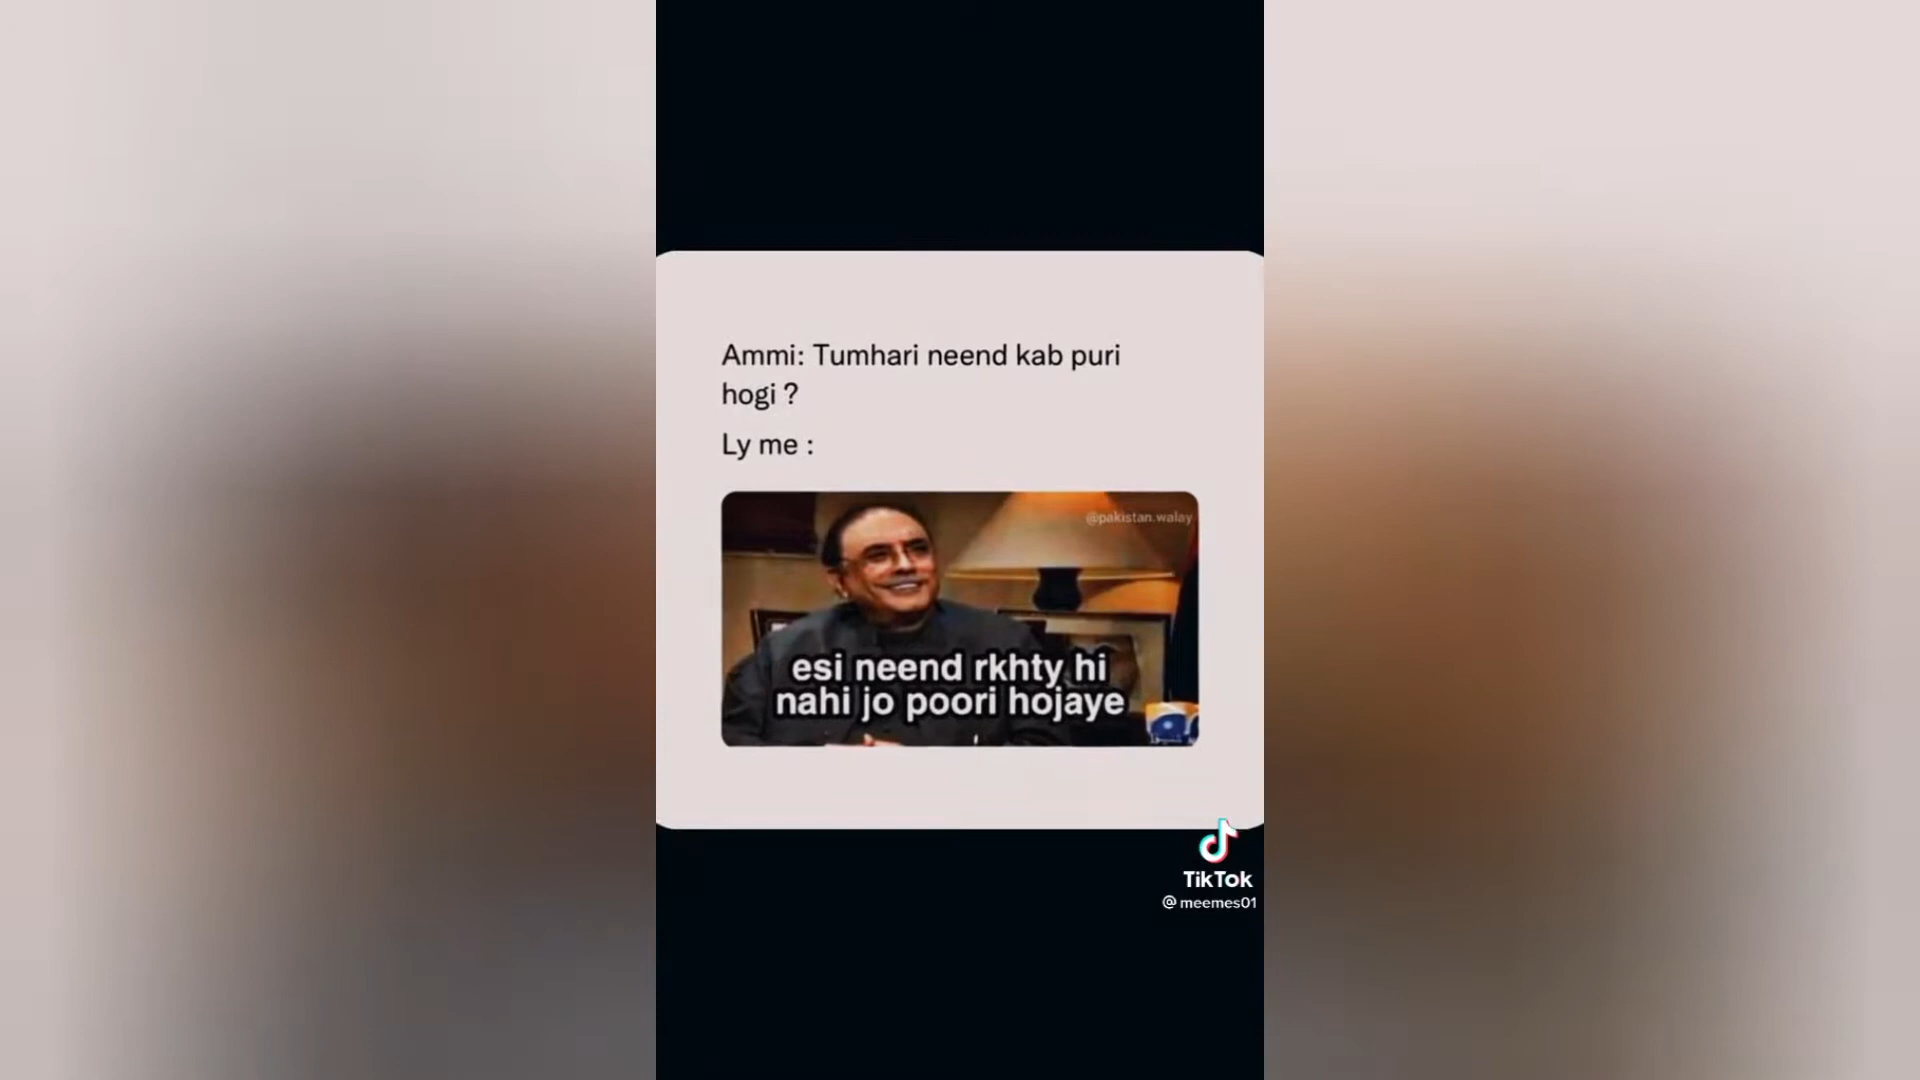 Ammi: Tumhari neend kab puri
hogi ?
Ly me :
@pakistan.walay
esi neend rkhty hi
nahi jo poori hojaye
TikTok
@meemes01